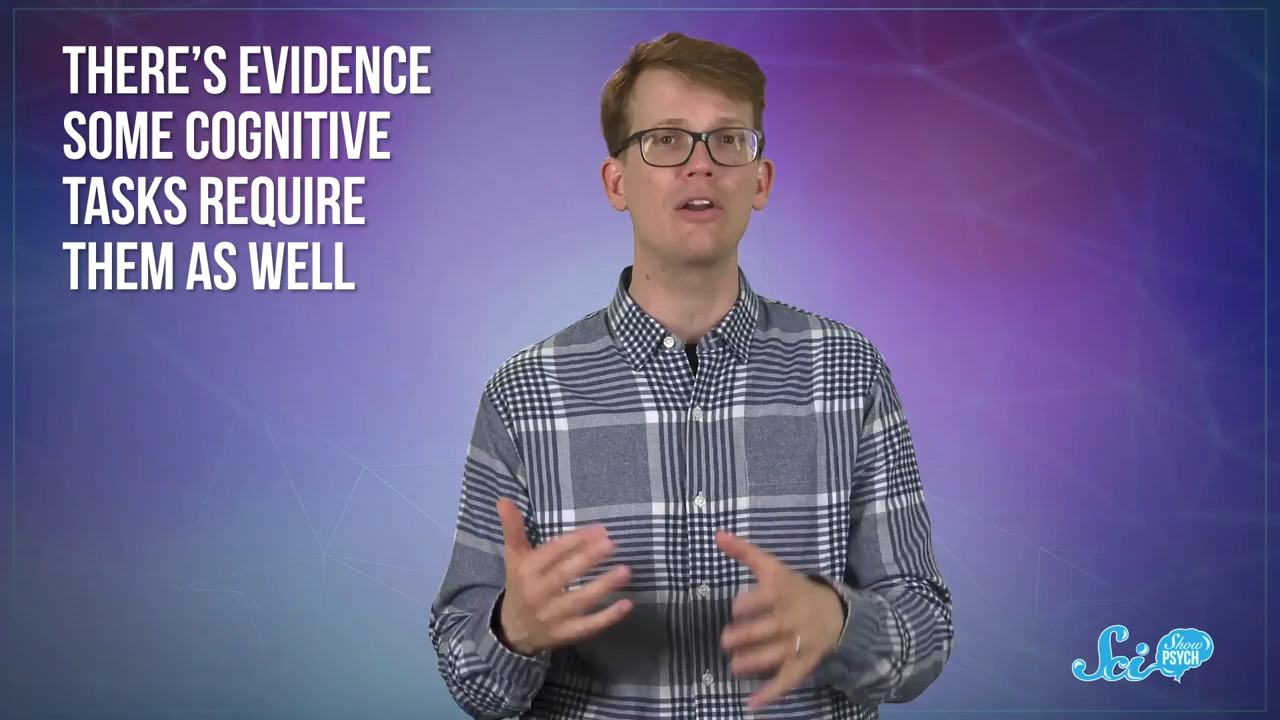 THERE'S EVIDENCE
SOME COGNITIVE
TASKS REQUIRE
THEM AS WELL
Sci Show
PSYCH